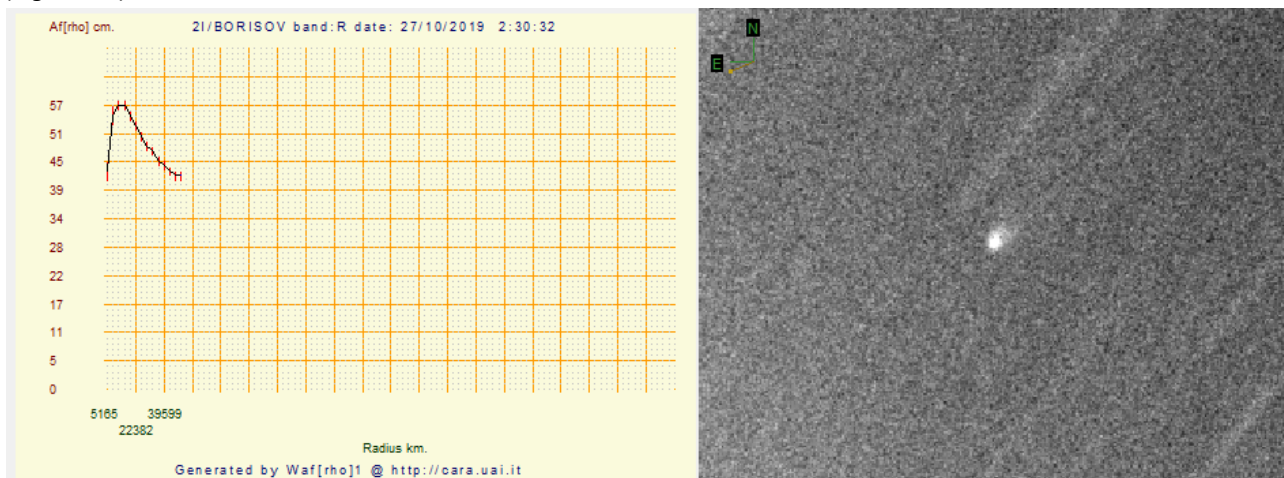 Af[rho] cm. 2I/BORISOV band:R date: 27/10/2019 2:30:32
57
51
45
39
34
28
22
17
11
5
0
5165 39599
22382
Radius km.
Generated by Waf[rho]1 @ http://cara.uai.it
N
E